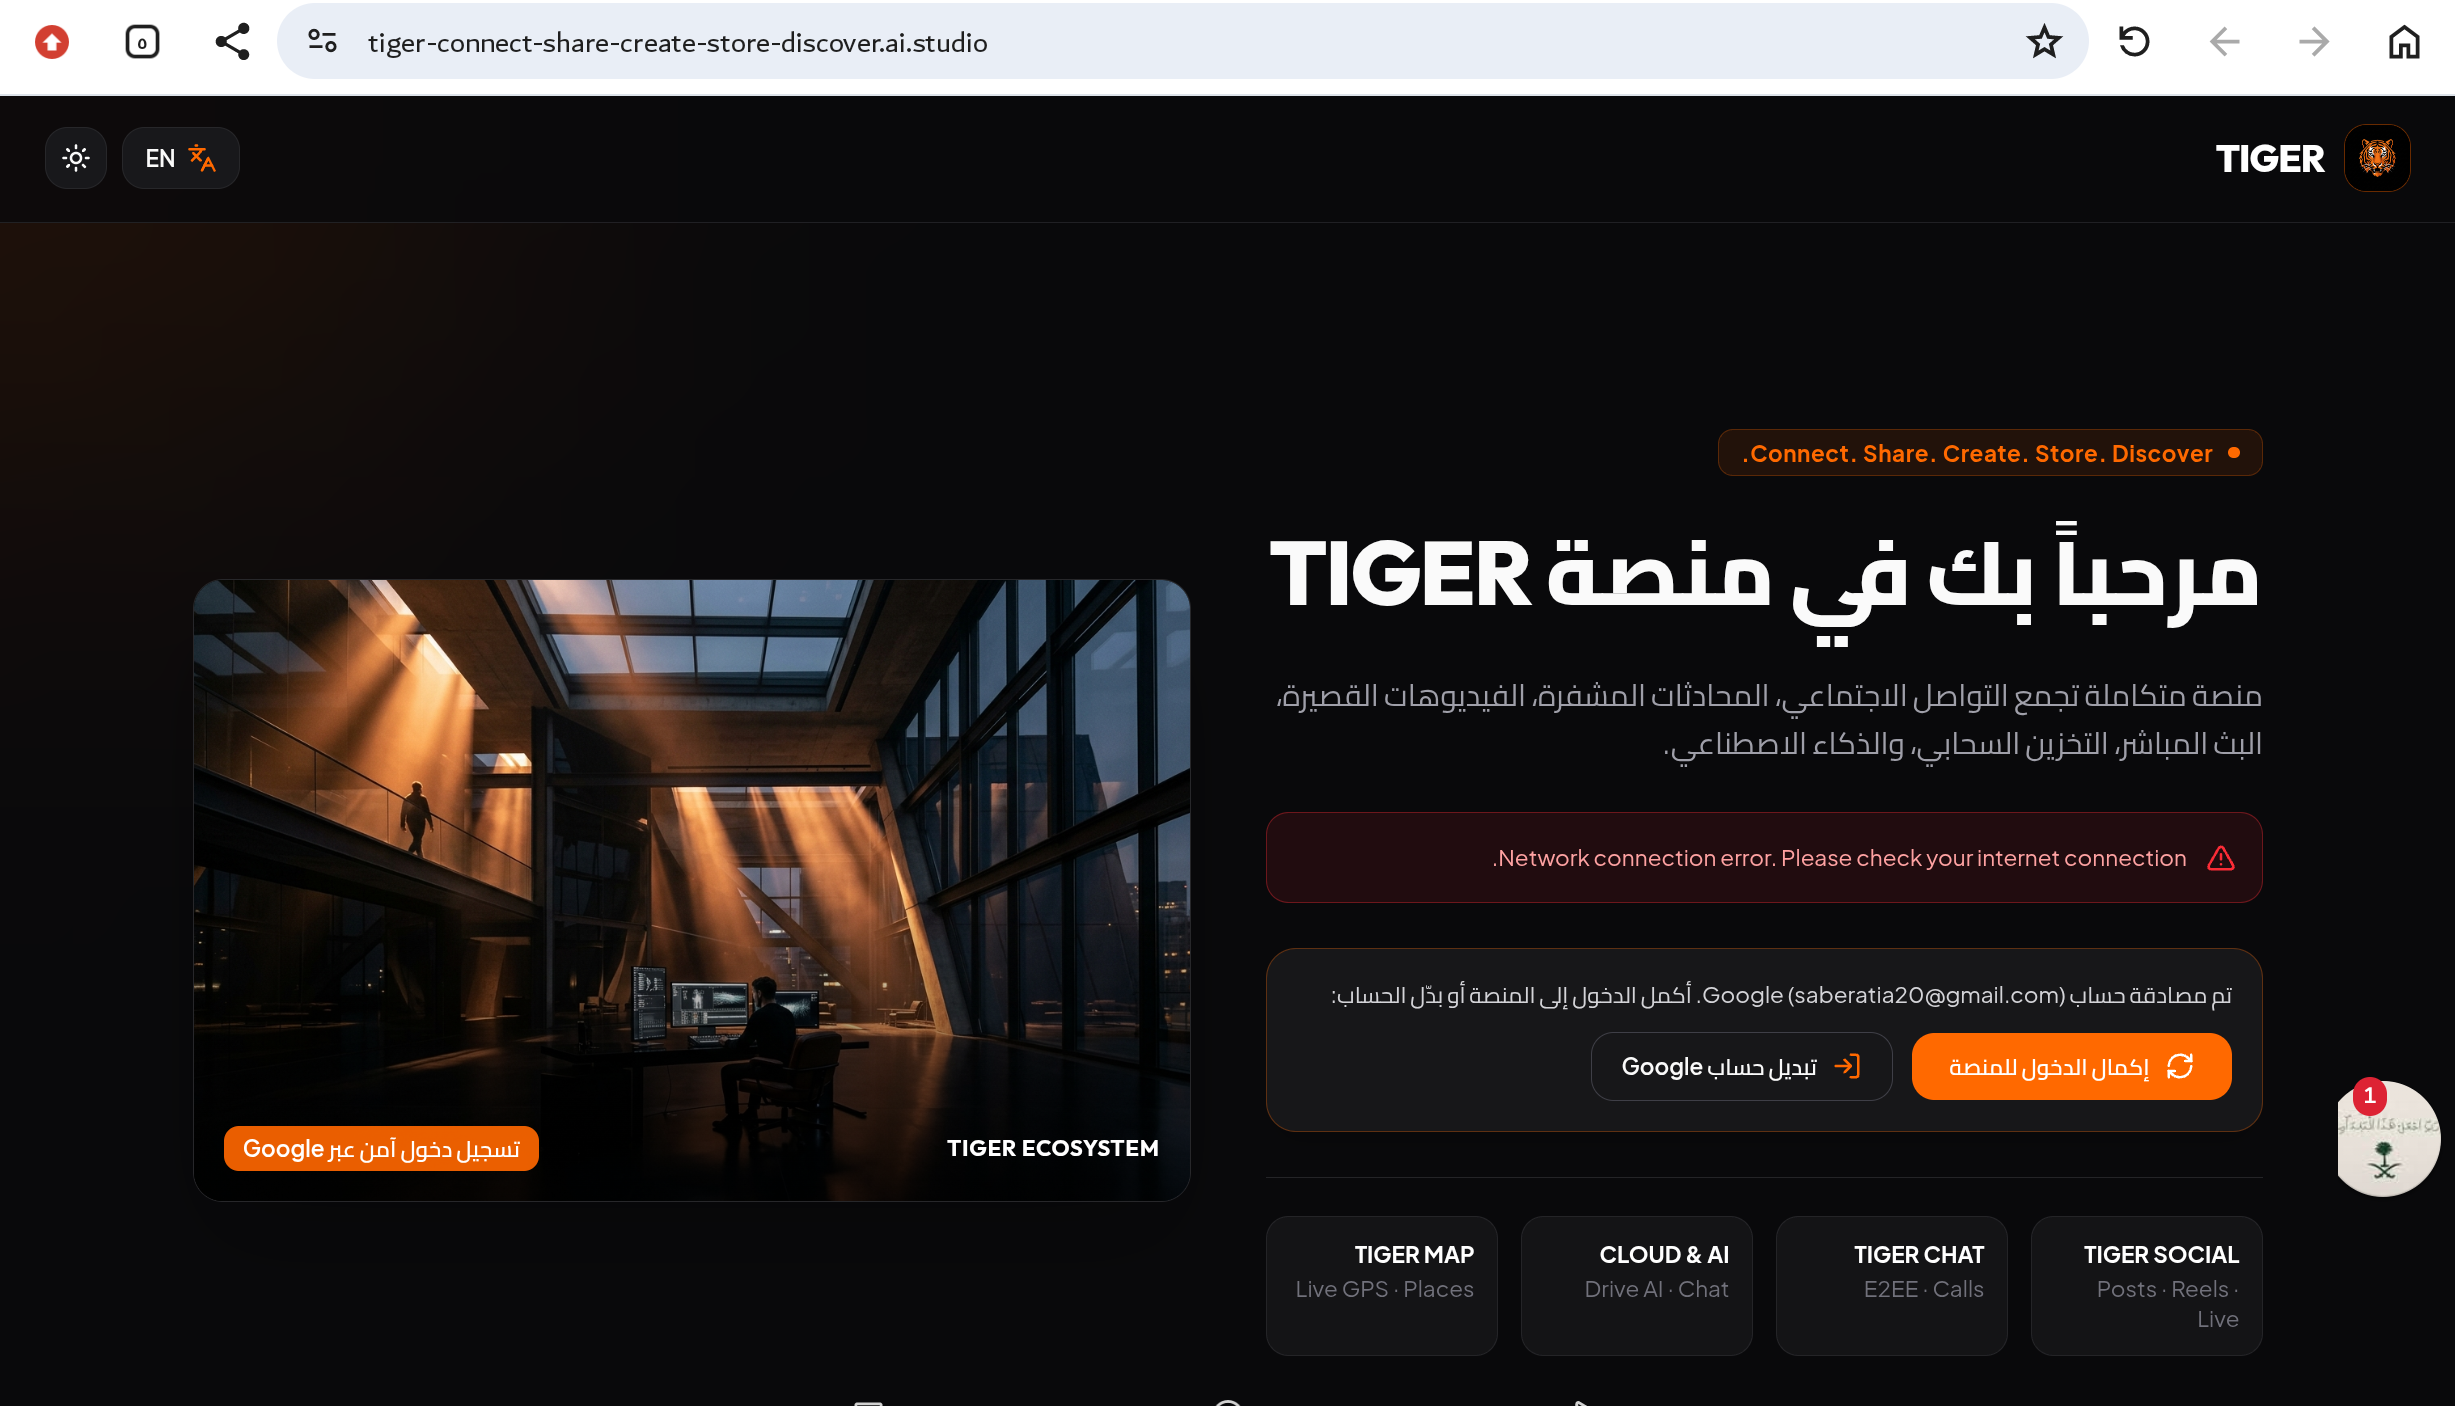 0
tiger-connect-share-create-store-discover.ai.studio
TIGER
EN
.Connect. Share. Create. Store. Discover
مرحباً بك في منصة TIGER
منصة متكاملة تجمع التواصل الاجتماعي، المحادثات المشفرة، الفيديوهات القصيرة،
البث المباشر، التخزين السحابي، والذكاء الاصطناعي.
.Network connection error. Please check your internet connection
تم مصادقة حساب Google (saberatia20@gmail.com). أكمل الدخول إلى المنصة أو بدّل الحساب:
إكمال الدخول للمنصة
تبديل حساب Google
TIGER ECOSYSTEM
تسجيل دخول آمن عبر Google
1
TIGER SOCIAL
Posts · Reels ·
Live
TIGER CHAT
E2EE · Calls
CLOUD & AI
Drive AI · Chat
TIGER MAP
Live GPS · Places